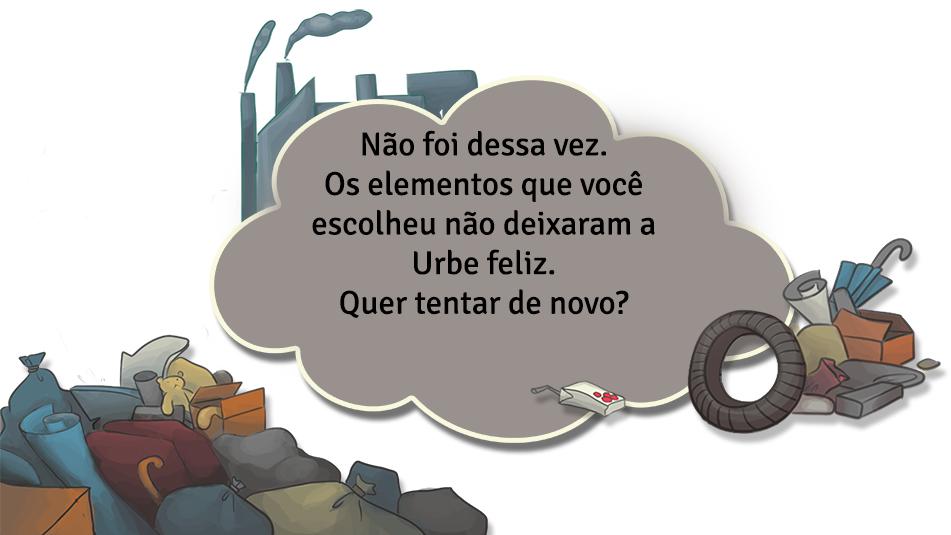 Não foi dessa vez.
Os elementos que você
escolheu não deixaram a
Urbe feliz.
Quer tentar de novo?